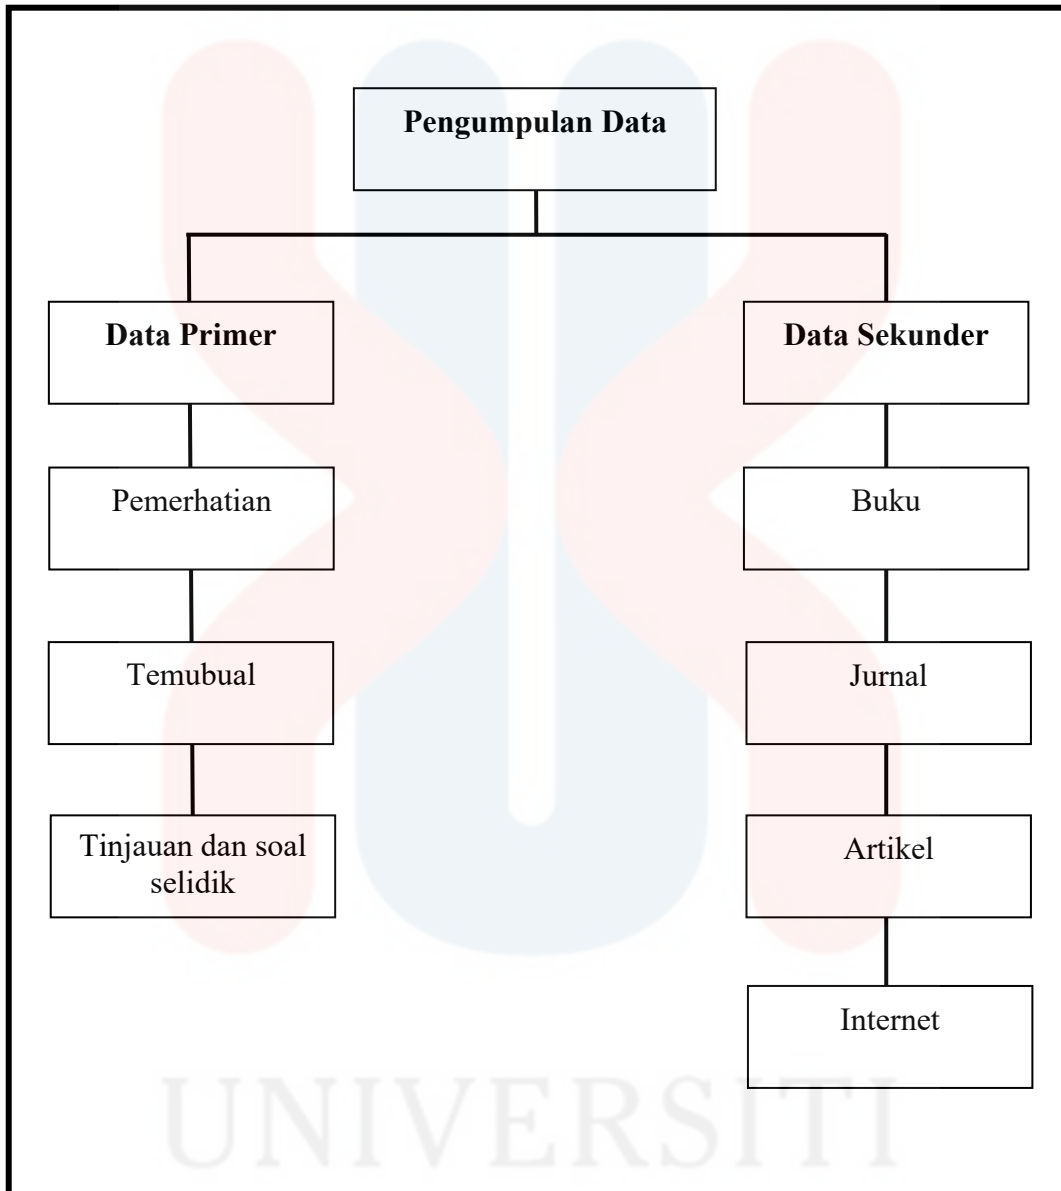 Pengumpulan Data
Data Primer
Data Sekunder
Pemerhatian
Buku
Temubual
Jurnal
Tinjauan dan soal
selidik
Artikel
Internet
UNIVERSITI